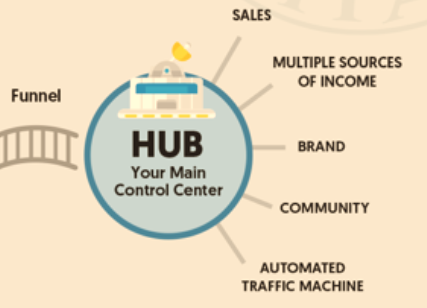 SALES
MULTIPLE SOURCES
OF INCOME
Funnel
HUB
Your Main
Control Center
BRAND
COMMUNITY
AUTOMATED
TRAFFIC MACHINE